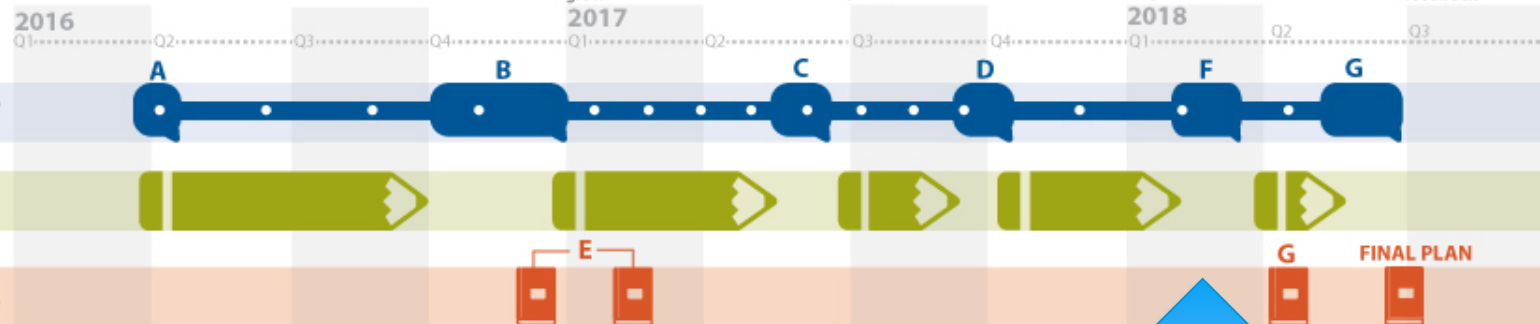 2016 2017 2018
Q1 Q2 Q3 Q4 Q1 Q2 Q3 Q4 Q1 Q2 Q3
A B C D F G
E G FINAL PLAN